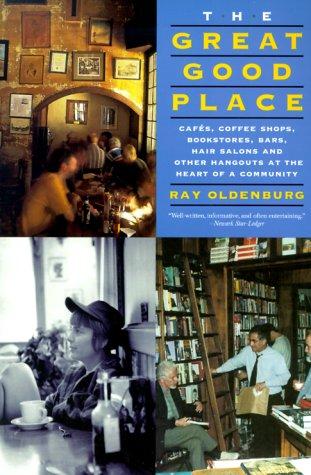 T · H · E
GREAT
GOOD
PLACE
CAFÉS, COFFEE SHOPS,
BOOKSTORES, BARS,
HAIR SALONS AND
OTHER HANGOUTS AT THE
HEART OF A COMMUNITY
RAY OLDENBURG
"Well-written, informative, and often entertaining."
—Newark Star-Ledger